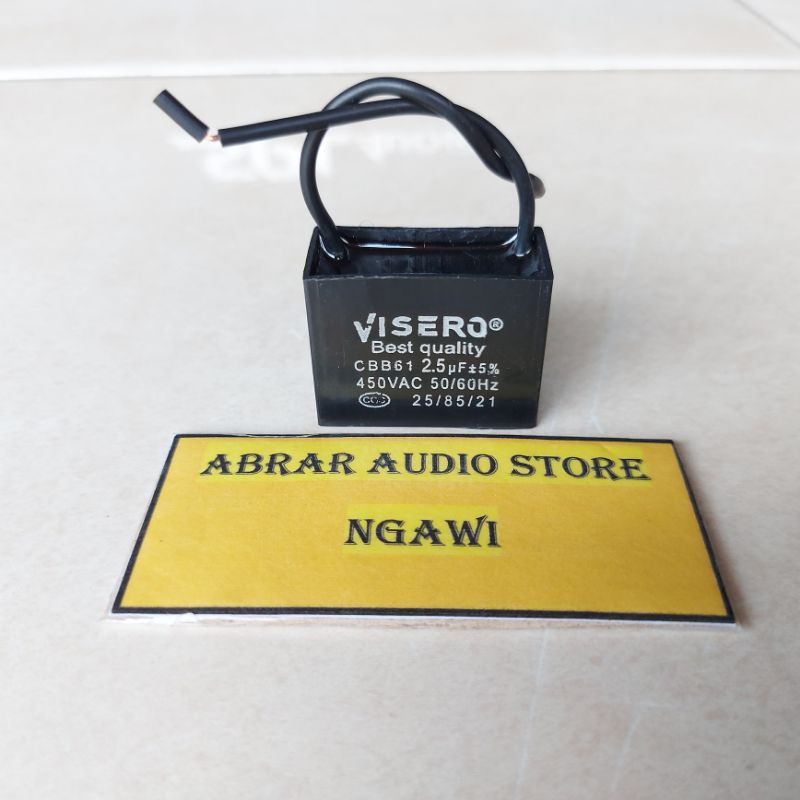 VISERO®
Best quality
CBB61 2.5µF±5%
450VAC 50/60Hz
25/85/21
ABRAR AUDIO STORE
NGAWI